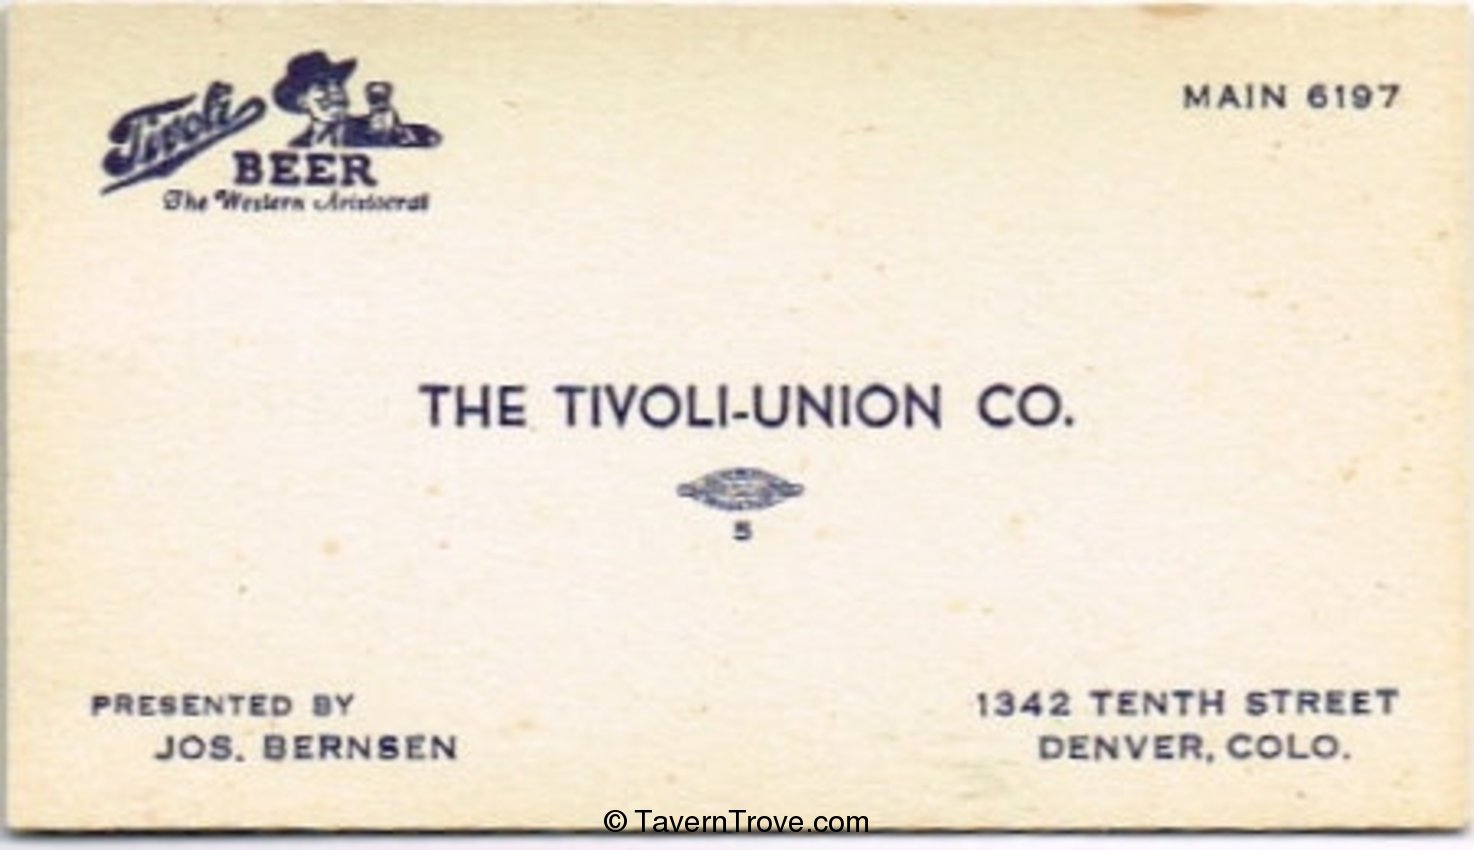 Tivoli
BEER
The Western Aristocrat
MAIN 6197
THE TIVOLI-UNION CO.
5
PRESENTED BY
JOS. BERNSEN
1342 TENTH STREET
DENVER, COLO.
© TavernTrove.com